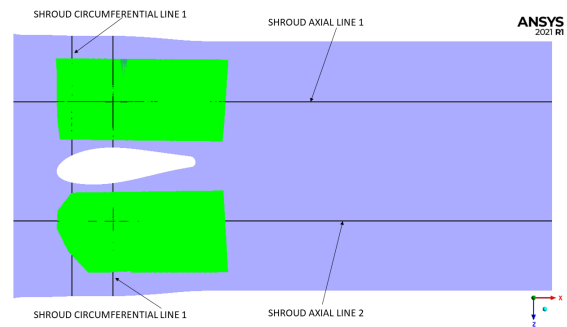 SHROUD CIRCUMFERENTIAL LINE 1
SHROUD AXIAL LINE 1
ANSYS
2021 R1
SHROUD CIRCUMFERENTIAL LINE 1
SHROUD AXIAL LINE 2
X
Z